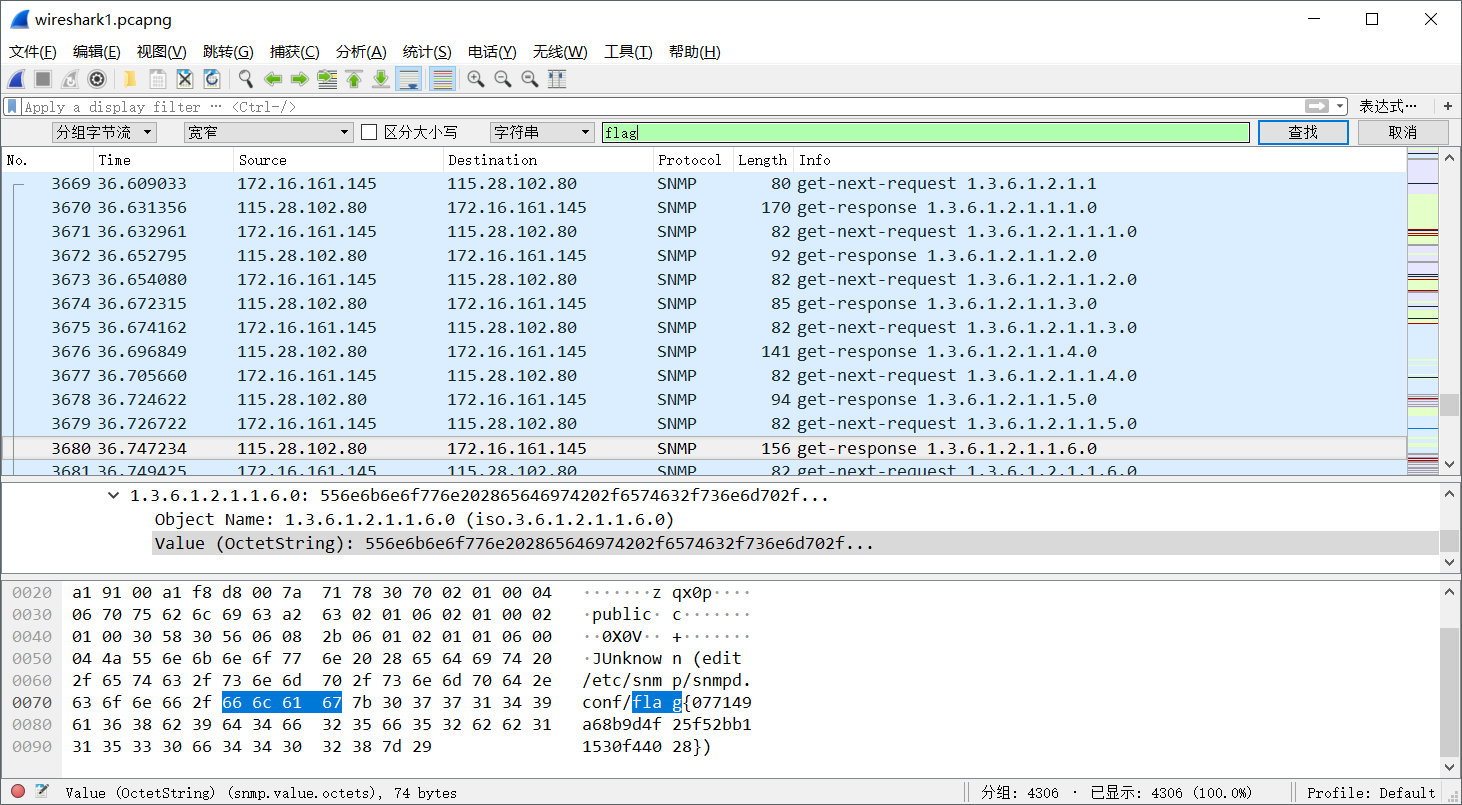 wireshark1.pcapng
文件(F) 编辑(E) 视图(V) 跳转(G) 捕获(C) 分析(A) 统计(S) 电话(Y) 无线(W) 工具(T) 帮助(H)
Apply a display filter … <Ctrl-/> 表达式… +
分组字节流 宽窄 区分大小写 字符串 flag 查找 取消
No. Time Source Destination Protocol Length Info
3669 36.609033 172.16.161.145 115.28.102.80 SNMP 80 get-next-request 1.3.6.1.2.1.1
3670 36.631356 115.28.102.80 172.16.161.145 SNMP 170 get-response 1.3.6.1.2.1.1.1.0
3671 36.632961 172.16.161.145 115.28.102.80 SNMP 82 get-next-request 1.3.6.1.2.1.1.1.0
3672 36.652795 115.28.102.80 172.16.161.145 SNMP 92 get-response 1.3.6.1.2.1.1.2.0
3673 36.654080 172.16.161.145 115.28.102.80 SNMP 82 get-next-request 1.3.6.1.2.1.1.2.0
3674 36.672315 115.28.102.80 172.16.161.145 SNMP 85 get-response 1.3.6.1.2.1.1.3.0
3675 36.674162 172.16.161.145 115.28.102.80 SNMP 82 get-next-request 1.3.6.1.2.1.1.3.0
3676 36.696849 115.28.102.80 172.16.161.145 SNMP 141 get-response 1.3.6.1.2.1.1.4.0
3677 36.705660 172.16.161.145 115.28.102.80 SNMP 82 get-next-request 1.3.6.1.2.1.1.4.0
3678 36.724622 115.28.102.80 172.16.161.145 SNMP 94 get-response 1.3.6.1.2.1.1.5.0
3679 36.726722 172.16.161.145 115.28.102.80 SNMP 82 get-next-request 1.3.6.1.2.1.1.5.0
3680 36.747234 115.28.102.80 172.16.161.145 SNMP 156 get-response 1.3.6.1.2.1.1.6.0
3681 36.749425 172.16.161.145 115.28.102.80 SNMP 82 get-next-request 1.3.6.1.2.1.1.6.0
1.3.6.1.2.1.1.6.0: 556e6b6e6f776e202865646974202f6574632f736e6d702f...
Object Name: 1.3.6.1.2.1.1.6.0 (iso.3.6.1.2.1.1.6.0)
Value (OctetString): 556e6b6e6f776e202865646974202f6574632f736e6d702f...
0020 a1 91 00 a1 f8 d8 00 7a 71 78 30 70 02 01 00 04 ·······z qx0p····
0030 06 70 75 62 6c 69 63 a2 63 02 01 06 02 01 00 02 ·public· c·······
0040 01 00 30 58 30 56 06 08 2b 06 01 02 01 01 06 00 ··0X0V·· +·······
0050 04 4a 55 6e 6b 6e 6f 77 6e 20 28 65 64 69 74 20 ·JUnknow n (edit
0060 2f 65 74 63 2f 73 6e 6d 70 2f 73 6e 6d 70 64 2e /etc/snm p/snmpd.
0070 63 6f 6e 66 2f 66 6c 61 67 7b 30 37 37 31 34 39 conf/fla g{077149
0080 61 36 38 62 39 64 34 66 32 35 66 35 32 62 62 31 a68b9d4f 25f52bb1
0090 31 35 33 30 66 34 34 30 32 38 7d 29 1530f440 28})
Value (OctetString) (snmp.value.octets), 74 bytes 分组: 4306 · 已显示: 4306 (100.0%) Profile: Default